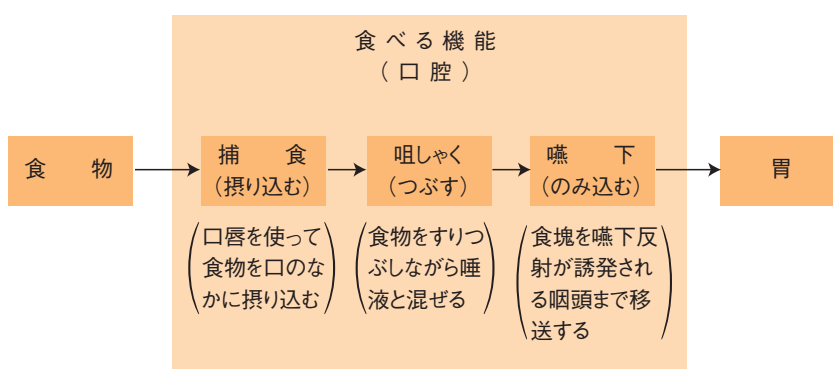 食べる機能
(口腔)
食物
捕食
(摂り込む)
咀しゃく
(つぶす)
嚥下
(のみ込む)
胃
口唇を使って
食物を口のな
かに摂り込む
食物をすりつ
ぶしながら唾
液と混ぜる
食塊を嚥下反
射が誘発され
る咽頭まで移
送する